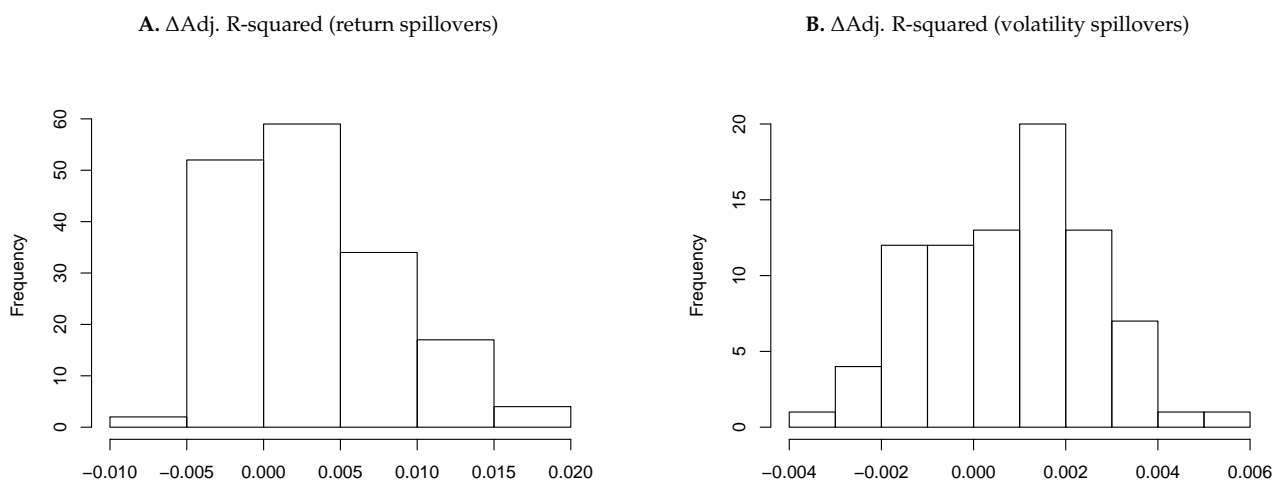 A. ΔAdj. R-squared (return spillovers)
Frequency
60
50
40
30
20
10
0
−0.010 −0.005 0.000 0.005 0.010 0.015 0.020
B. ΔAdj. R-squared (volatility spillovers)
Frequency
20
15
10
5
0
−0.004 −0.002 0.000 0.002 0.004 0.006